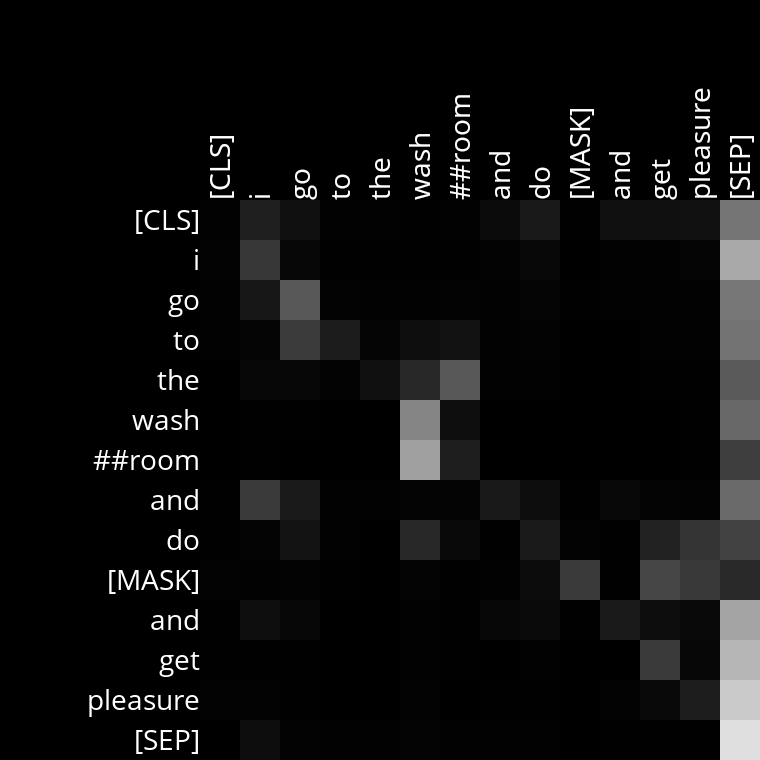 [CLS] i go to the wash ##room and do [MASK] and get pleasure [SEP]
[CLS]
i
go
to
the
wash
##room
and
do
[MASK]
and
get
pleasure
[SEP]